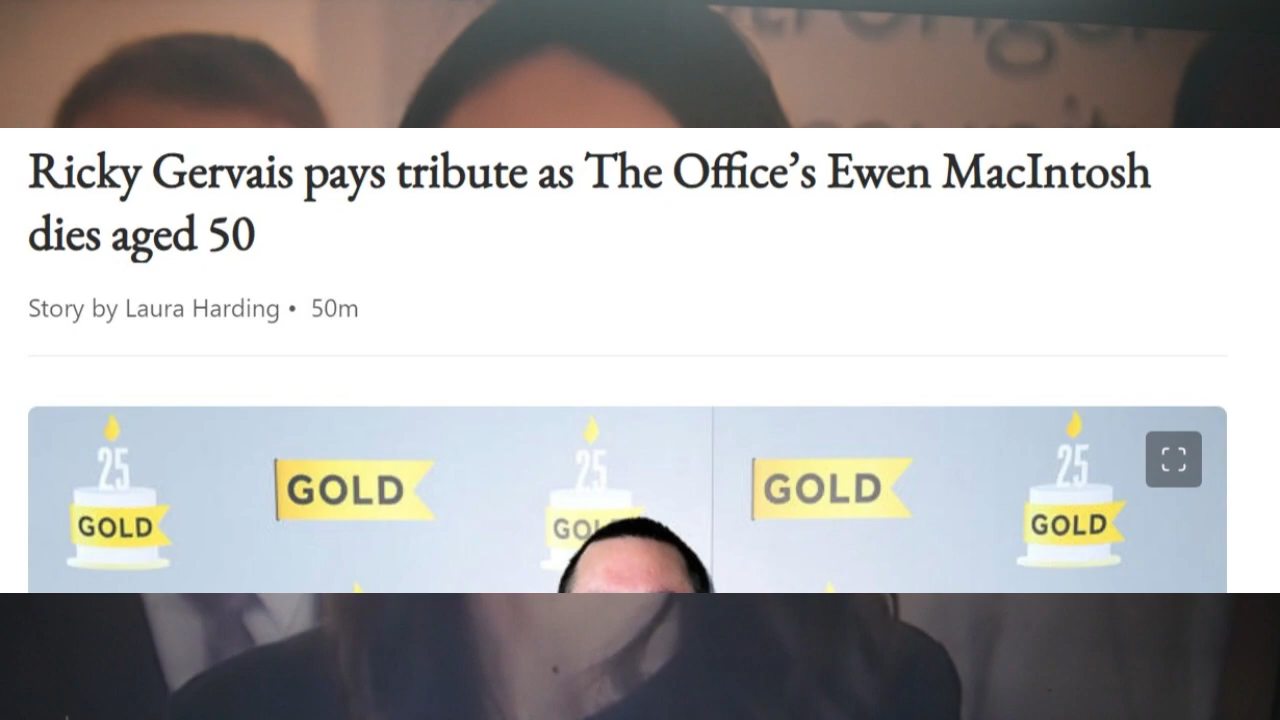 Ricky Gervais pays tribute as The Office’s Ewen MacIntosh
dies aged 50
Story by Laura Harding • 50m
25
GOLD
GOLD
25
GOLD
25
GOLD
GOLD